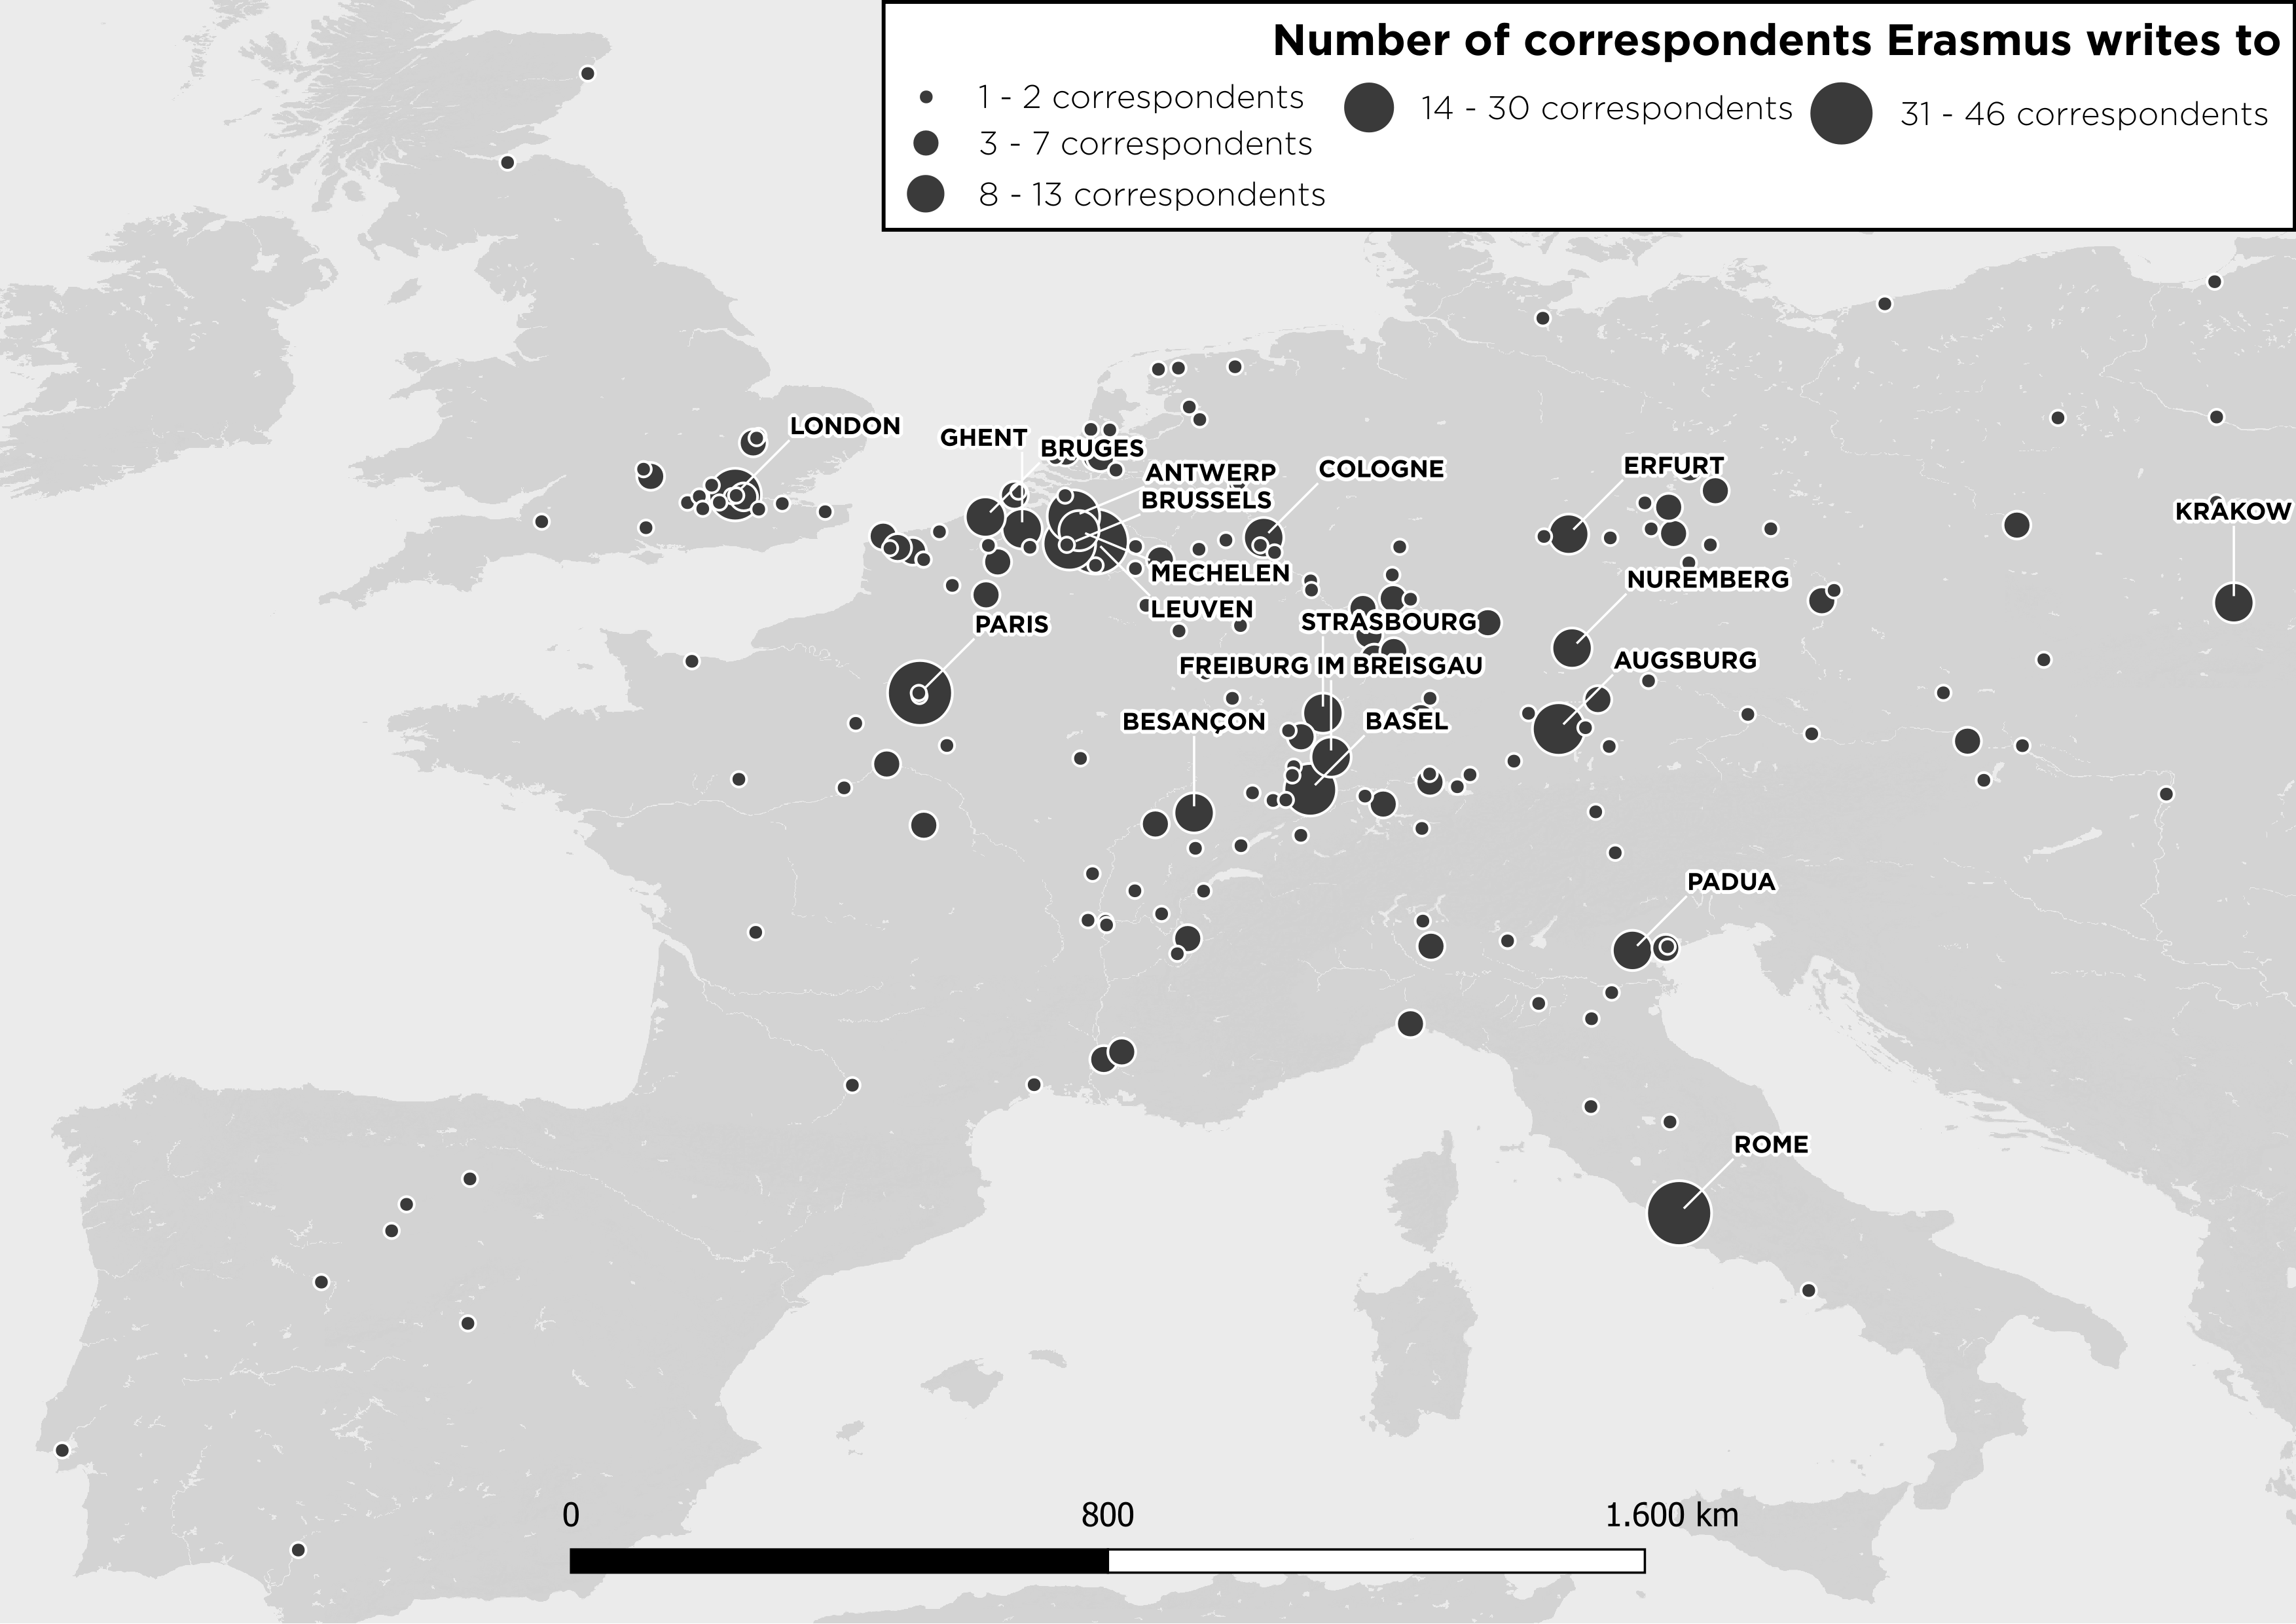 Number of correspondents Erasmus writes to
1 - 2 correspondents
3 - 7 correspondents
8 - 13 correspondents
14 - 30 correspondents
31 - 46 correspondents
LONDON
GHENT
BRUGES
ANTWERP
BRUSSELS
COLOGNE
ERFURT
KRAKOW
MECHELEN
LEUVEN
NUREMBERG
PARIS
STRASBOURG
FREIBURG IM BREISGAU
AUGSBURG
BESANÇON
BASEL
PADUA
ROME
0 800 1.600 km